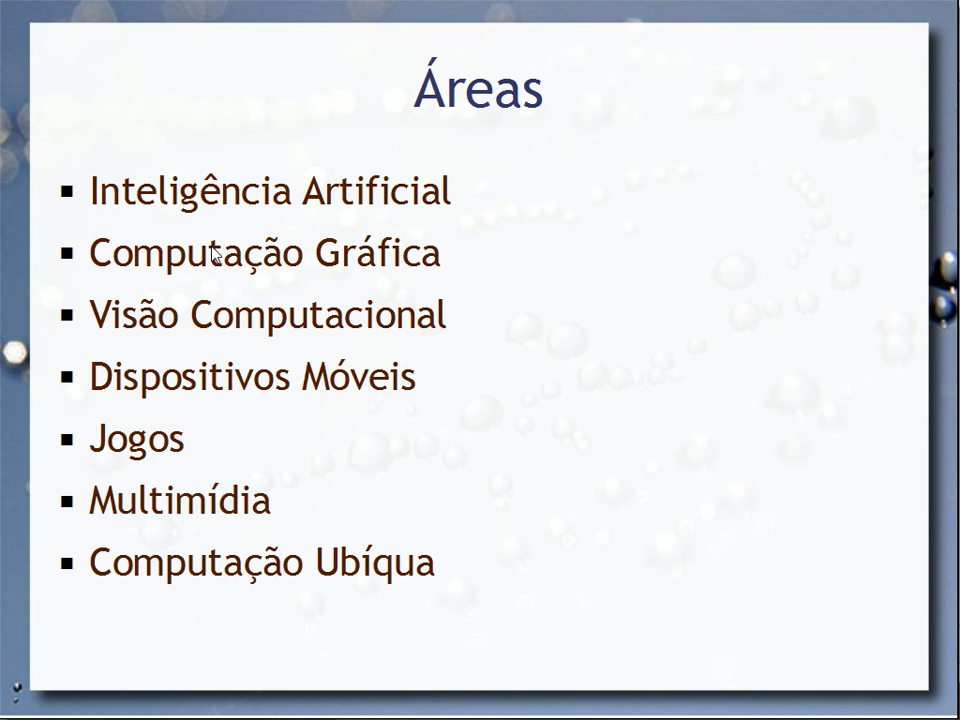 Áreas
Inteligência Artificial
Computação Gráfica
Visão Computacional
Dispositivos Móveis
Jogos
Multimídia
Computação Ubíqua